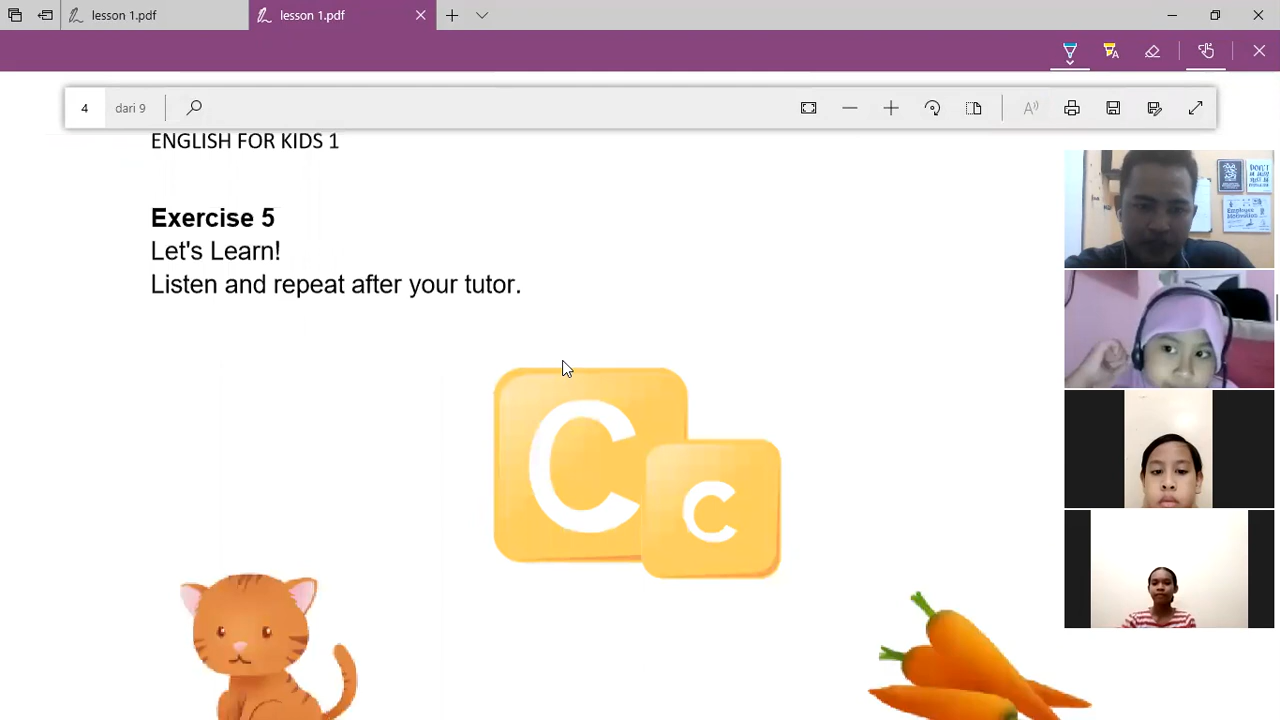 lesson 1.pdf
lesson 1.pdf
4
dari 9
ENGLISH FOR KIDS 1
Exercise 5
Let's Learn!
Listen and repeat after your tutor.
C
c